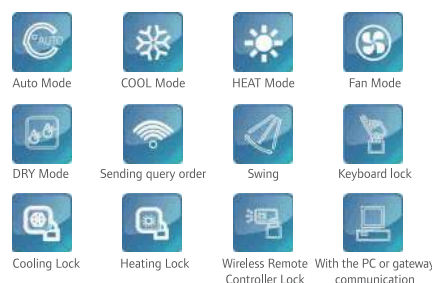 AUTO
Auto Mode
COOL Mode
HEAT Mode
Fan Mode
DRY Mode
Sending query order
Swing
Keyboard lock
Cooling Lock
Heating Lock
Wireless Remote
Controller Lock
With the PC or gateway
communication